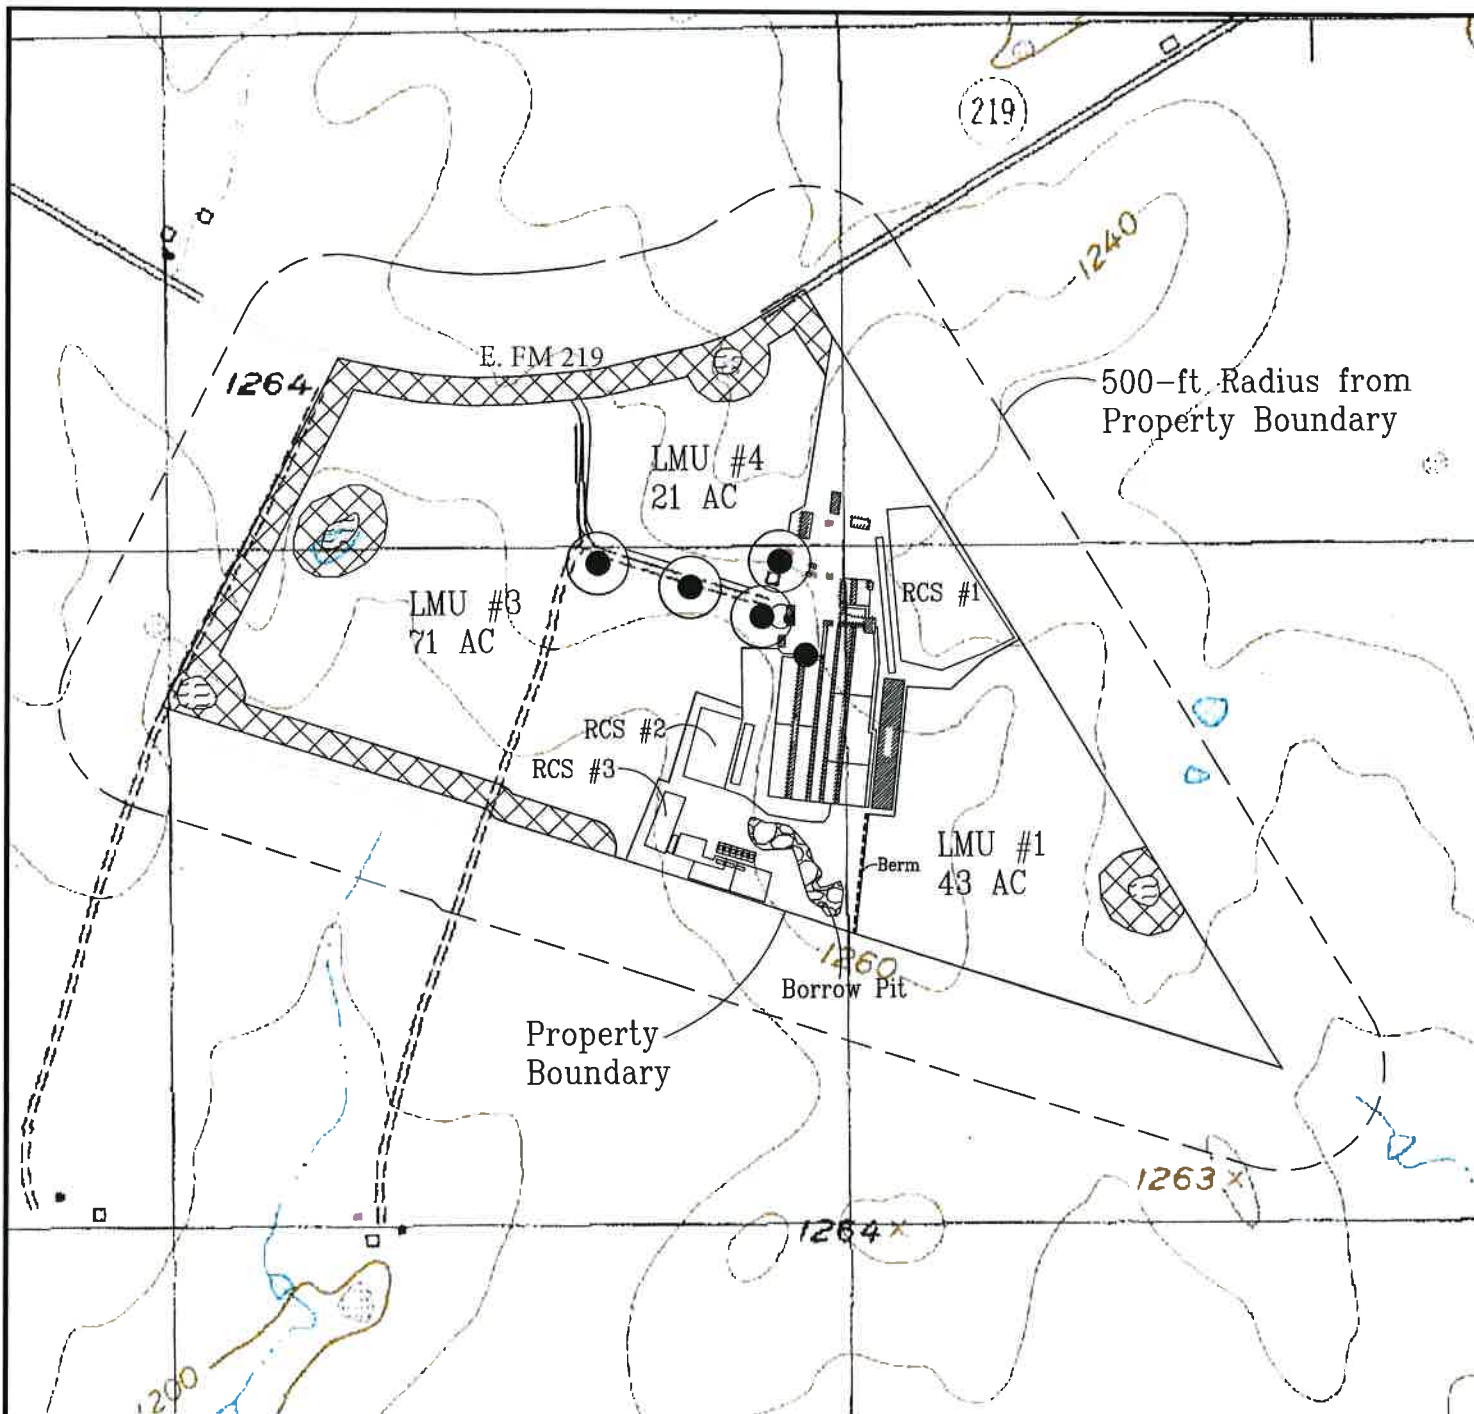 219
1240
E. FM 219
1264
500-ft Radius from
Property Boundary
LMU #4
21 AC
LMU #3
71 AC
RCS #1
RCS #2
RCS #3
LMU #1
43 AC
Berm
1260
Borrow Pit
Property
Boundary
1263
1264
1200